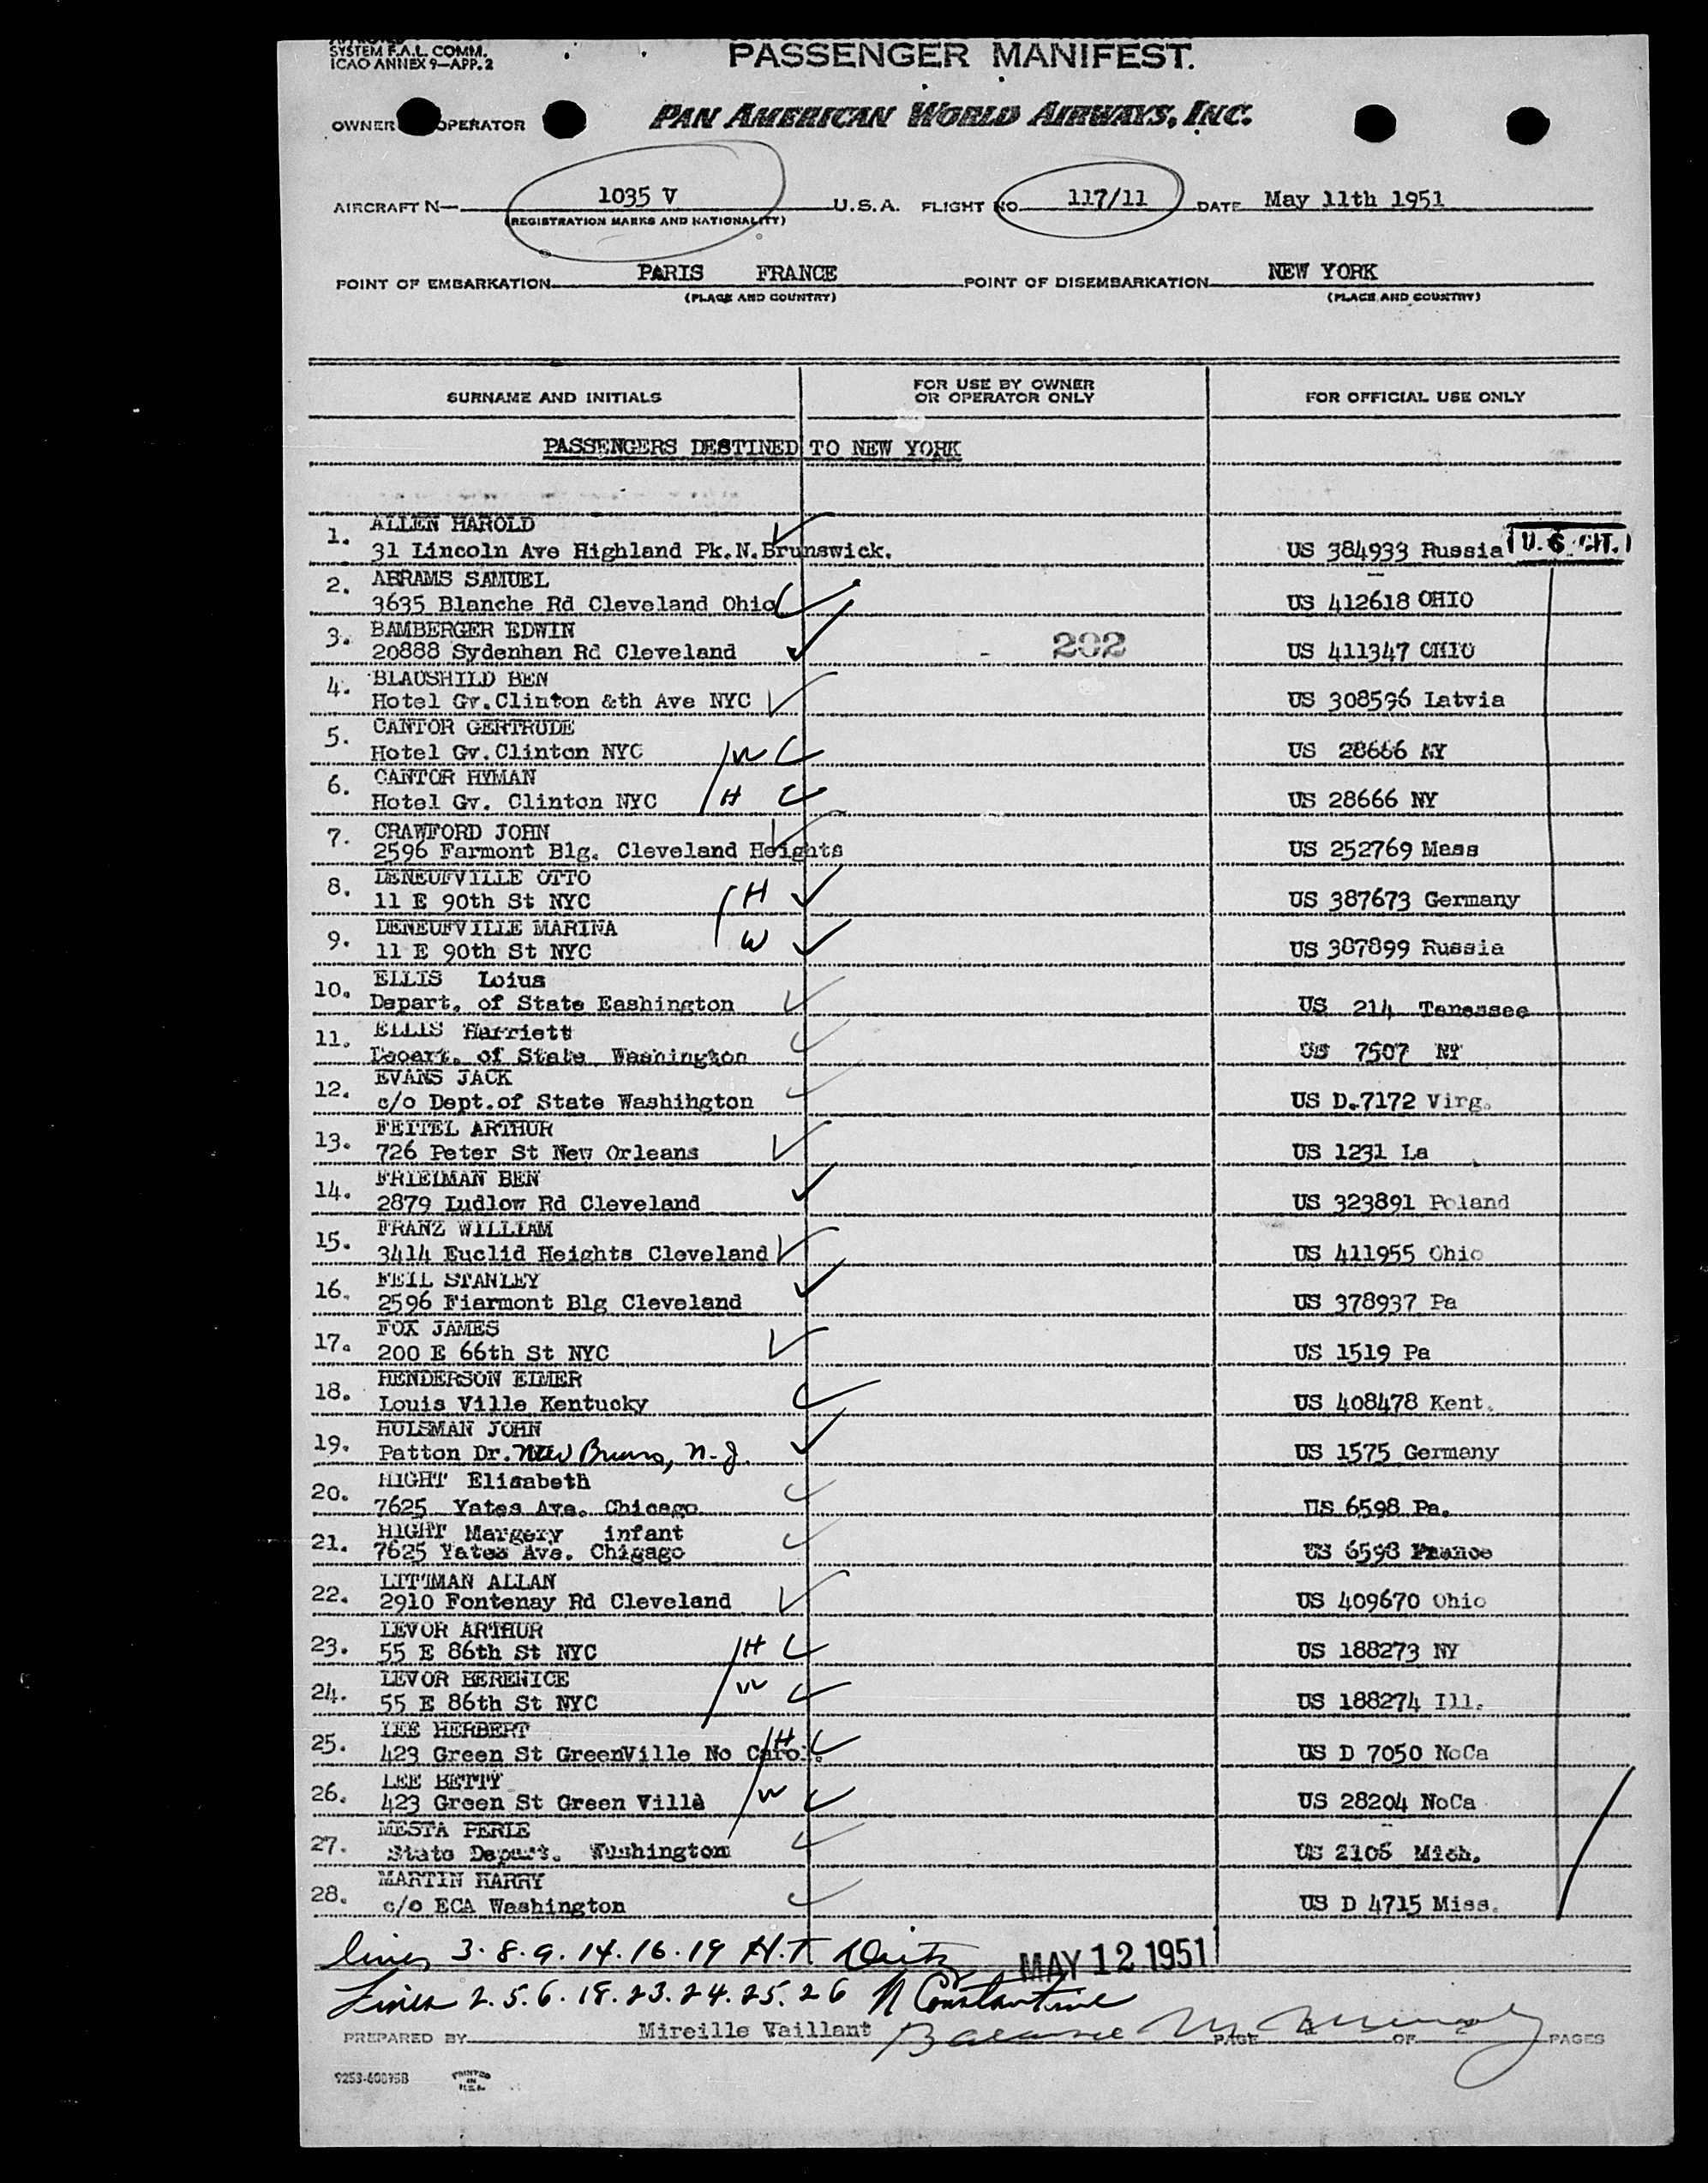 SYSTEM F.A.L. COMM.
ICAO ANNEX 9—APP. 2
PASSENGER MANIFEST.
OWNER OPERATOR PAN AMERICAN WORLD AIRWAYS, INC.
AIRCRAFT N— 1035 V U.S.A. FLIGHT NO. 117/11 DATE May 11th 1951
(REGISTRATION MARKS AND NATIONALITY)
POINT OF EMBARKATION PARIS FRANCE POINT OF DISEMBARKATION NEW YORK
(PLACE AND COUNTRY) (PLACE AND COUNTRY)
SURNAME AND INITIALS FOR USE BY OWNER OR OPERATOR ONLY FOR OFFICIAL USE ONLY
PASSENGERS DESTINED TO NEW YORK
1. ALLEN HAROLD
31 Lincoln Ave Highland Pk.N.Brunswick. US 384933 Russia U.S. CIT.
2. ABRAMS SAMUEL
3635 Blanche Rd Cleveland Ohio US 412618 OHIO
3. BAMBERGER EDWIN
20888 Sydenhan Rd Cleveland - 202 US 411347 OHIO
4. BLAUSHILD BEN
Hotel Gv.Clinton &th Ave NYC US 308596 Latvia
5. CANTOR GERTRUDE
Hotel Gv.Clinton NYC W US 28666 NY
6. CANTOR HYMAN
Hotel Gv. Clinton NYC H US 28666 NY
7. CRAWFORD JOHN
2596 Farmont Blg. Cleveland Heights US 252769 Mass
8. DENEUFVILLE OTTO
11 E 90th St NYC H US 387673 Germany
9. DENEUFVILLE MARINA
11 E 90th St NYC W US 387899 Russia
10. ELLIS Loius
Depart. of State Eashington US 214 Tenessee
11. ELLIS Harriett
Depart. of State Washington US 7507 NY
12. EVANS JACK
c/o Dept.of State Washihgton US D.7172 Virg.
13. FEITEL ARTHUR
726 Peter St New Orleans US 1231 La
14. FRIEIMAN BEN
2879 Ludlow Rd Cleveland US 323891 Poland
15. FRANZ WILLIAM
3414 Euclid Heights Cleveland US 411955 Ohio
16. FEIL STANLEY
2596 Fiarmont Blg Cleveland US 378937 Pa
17. FOX JAMES
200 E 66th St NYC US 1519 Pa
18. HENDERSON ELMER
Louis Ville Kentucky US 408478 Kent.
19. HULSMAN JOHN
Patton Dr. New Bruns, N.J. US 1575 Germany
20. HIGHT Elisabeth
7625 Yates Ave. Chicago US 6598 Pa.
21. HIGHT Margery infant
7625 Yates Ave. Chigago US 6598 France
22. LITTMAN ALLAN
2910 Fontenay Rd Cleveland US 409670 Ohio
23. LEVOR ARTHUR
55 E 86th St NYC H US 188273 NY
24. LEVOR BERENICE
55 E 86th St NYC W US 188274 Ill.
25. LEE HERBERT
423 Green St GreenVille No Carol. H US D 7050 NoCa
26. LEE BETTY
423 Green St Green Ville W US 28204 NoCa
27. MESTA PERLE
State Depart. Washington US 2106 Mich.
28. MARTIN HARRY
c/o ECA Washington US D 4715 Miss.
lines 3. 8. 9. 14. 16. 19 H.T. MAY 12 1951
Lines 2. 5. 6. 18. 23. 24. 25. 26 N Constantine
PREPARED BY Mireille Vaillant Balance PAGE OF PAGES
PRINTED IN U.S.A.